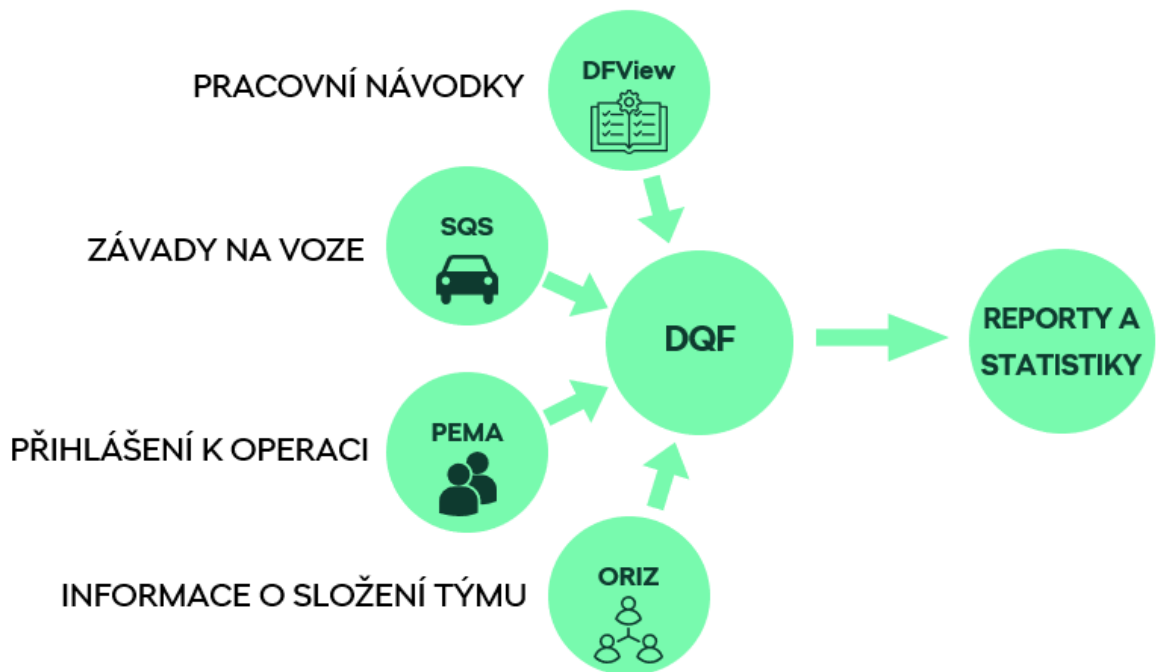 PRACOVNÍ NÁVODKY
DFView
ZÁVADY NA VOZE
SQS
DQF
REPORTY A
STATISTIKY
PŘIHLÁŠENÍ K OPERACI
PEMA
INFORMACE O SLOŽENÍ TÝMU
ORIZ